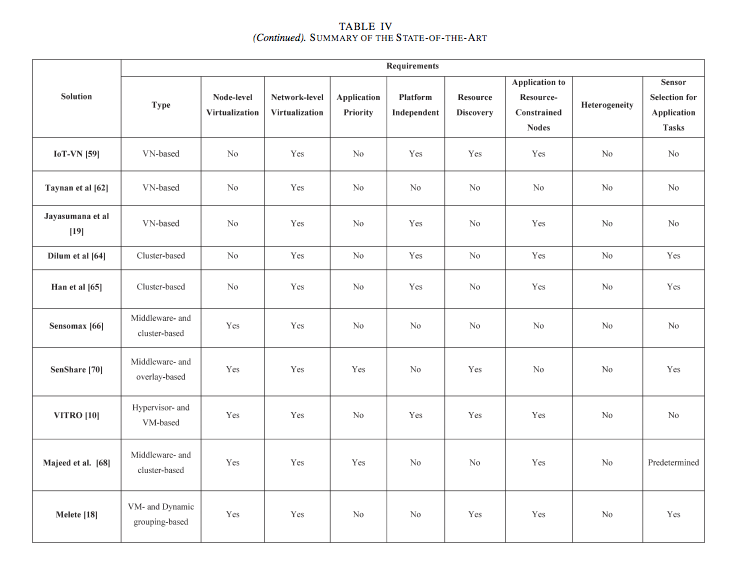 TABLE IV
(Continued). SUMMARY OF THE STATE-OF-THE-ART
Requirements
Solution
Type
Node-level
Virtualization
Network-level
Virtualization
Application
Priority
Platform
Independent
Resource
Discovery
Application to
Resource-
Constrained
Nodes
Heterogeneity
Sensor
Selection for
Application
Tasks
IoT-VN [59] VN-based No Yes No Yes Yes Yes No No
Taynan et al [62] VN-based No Yes No No No No No No
Jayasumana et al
[19]
VN-based No Yes No Yes No Yes No No
Dilum et al [64] Cluster-based No Yes No Yes No Yes No Yes
Han et al [65] Cluster-based No Yes No Yes No Yes No Yes
Sensomax [66]
Middleware- and
cluster-based
Yes Yes No No No No No No
SenShare [70]
Middleware- and
overlay-based
Yes Yes Yes No Yes No No Yes
VITRO [10]
Hypervisor- and
VM-based
Yes Yes No Yes Yes Yes No No
Majeed et al. [68]
Middleware- and
cluster-based
Yes Yes Yes No No Yes No Predetermined
Melete [18]
VM- and Dynamic
grouping-based
Yes Yes No No Yes Yes No Yes